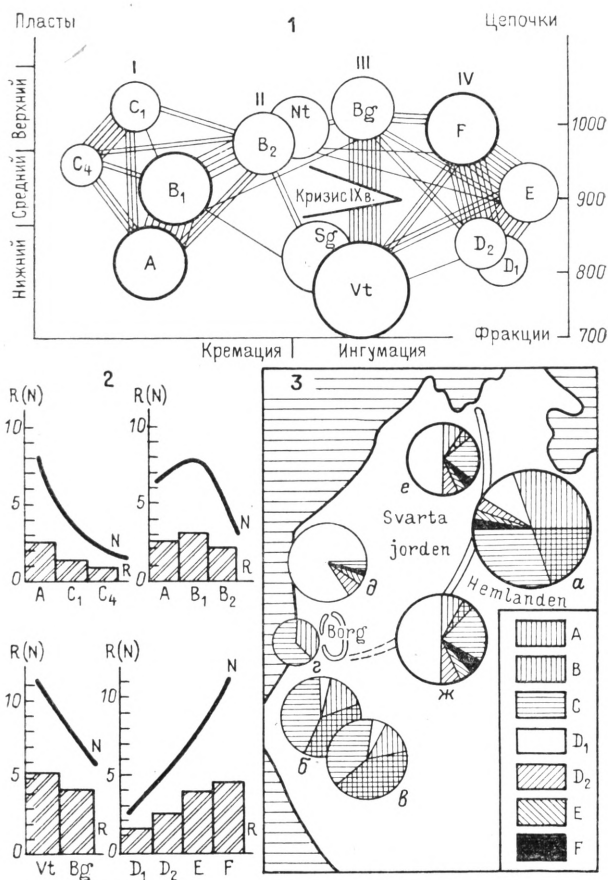 Пласты 1 Цепочки
I II III IV
Верхний
Средний
Нижний
C₁ Nt Bg F
C₄ B₁ B₂ E
Кризис IX в.
A Sg Vt D₂ D₁
1000
900
800
700
Фракции
Кремация Ингумация
2
R(N) R(N)
10 10
5 5
0 0
N N
R R
A C₁ C₄ A B₁ B₂
R(N) R(N)
10 10
5 5
0 0
N N
R R
Vt Bg D₁ D₂ E F
3
е
Svarta
jorden
а
д
Hemlanden
Borg
г
ж
б
в
A
B
C
D₁
D₂
E
F